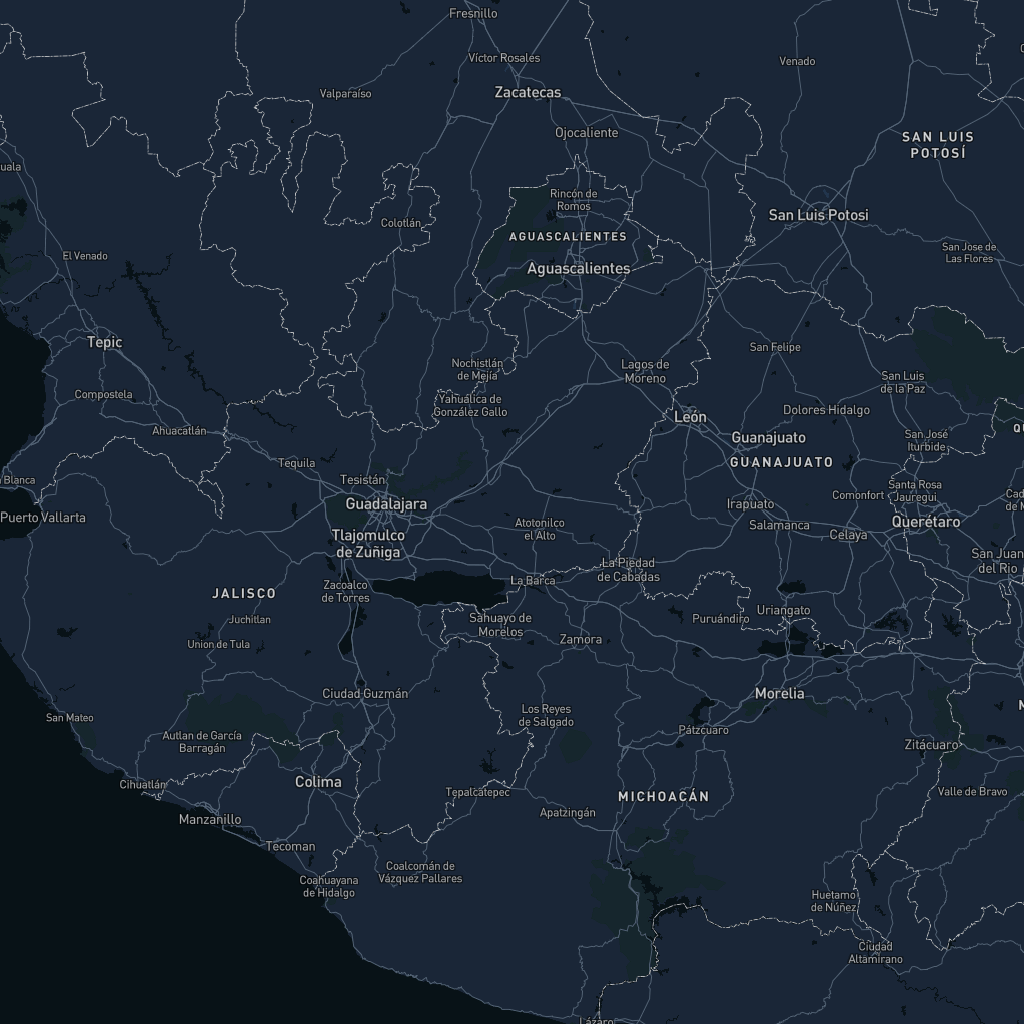 Fresnillo
Víctor Rosales
Venado
Valparaíso
Zacatecas
Ojocaliente
SAN LUIS
POTOSÍ
Rincón de
Romos
San Luis Potosi
Colotlán
AGUASCALIENTES
San Jose de
Las Flores
El Venado
Aguascalientes
Tepic
San Felipe
Nochistlán
de Mejía
Lagos de
Moreno
San Luis
de la Paz
Compostela
Yahualica de
González Gallo
León
Dolores Hidalgo
Ahuacatlán
Guanajuato
San José
Iturbide
Tequila
GUANAJUATO
Tesistán
Blanca
Santa Rosa
Jauregui
Comonfort
Guadalajara
Irapuato
Puerto Vallarta
Atotonilco
el Alto
Salamanca
Querétaro
Tlajomulco
de Zuñiga
Celaya
San Juan
del Rio
La Piedad
de Cabadas
La Barca
JALISCO
Zacoalco
de Torres
Juchitlan
Sahuayo de
Morelos
Puruándiro
Uriangato
Union de Tula
Zamora
Ciudad Guzmán
Morelia
San Mateo
Los Reyes
de Salgado
Pátzcuaro
Autlan de García
Barragán
Zitácuaro
Cihuatlán
Colima
Tepalcatepec
MICHOACÁN
Valle de Bravo
Manzanillo
Apatzingán
Tecoman
Coahuayana
de Hidalgo
Coalcomán de
Vázquez Pallares
Huetamo
de Núñez
Ciudad
Altamirano
Lázaro